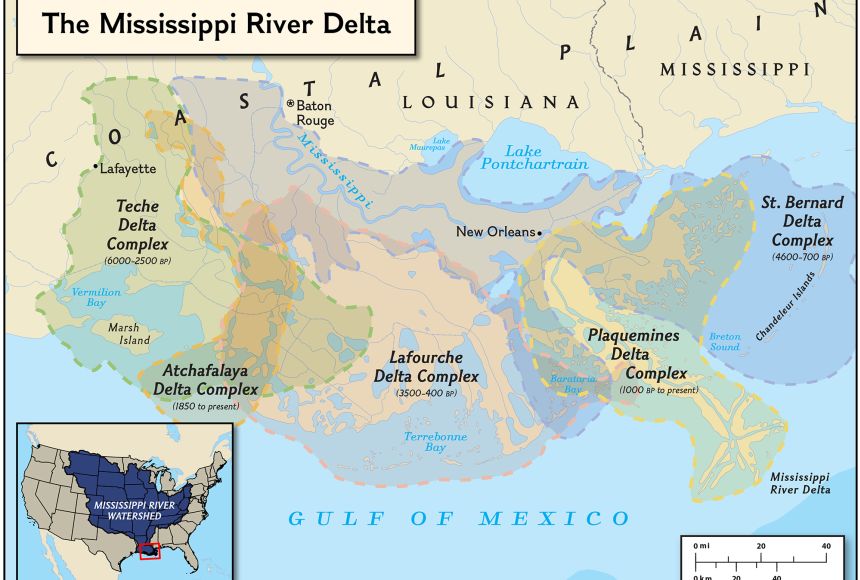 The Mississippi River Delta
COASTAL PLAIN
MISSISSIPPI
LOUISIANA
Baton
Rouge
Mississippi
Lake
Maurepas
Lake
Pontchartrain
Lafayette
Teche
Delta
Complex
(6000-2500 BP)
St. Bernard
Delta
Complex
(4600-700 BP)
New Orleans
Vermilion
Bay
Marsh
Island
Chandeleur Islands
Breton
Sound
Plaquemines
Delta
Complex
(1000 BP to present)
Atchafalaya
Delta Complex
(1850 to present)
Lafourche
Delta Complex
(3500-400 BP)
Barataria
Bay
Terrebonne
Bay
Mississippi
River Delta
GULF OF MEXICO
MISSISSIPPI RIVER
WATERSHED
0 mi 20 40
0 km 20 40